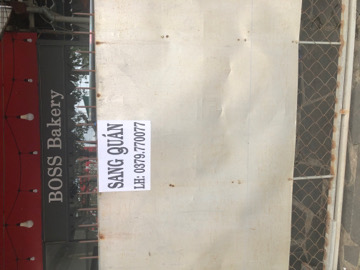 BOSS Bakery
SANG QUÁN
LH: 0379.770077